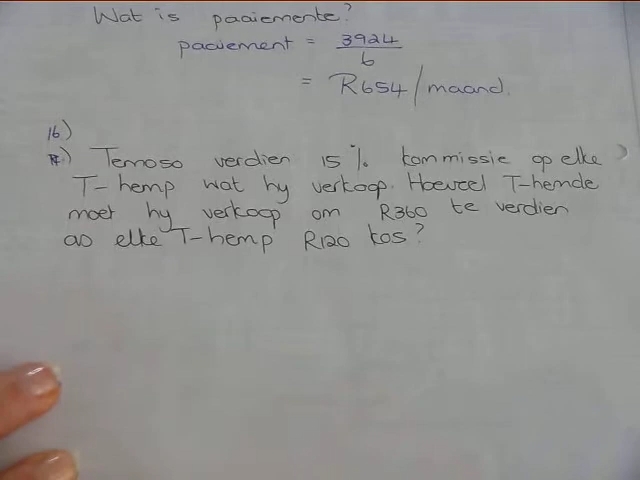 Wat is paaiemente?
paaiement = 3924/6
= R654/maand.
16)
Temoso verdien 15% kommissie op elke
T-hemp wat hy verkoop. Hoeveel T-hemde
moet hy verkoop om R360 te verdien
as elke T-hemp R120 kos?